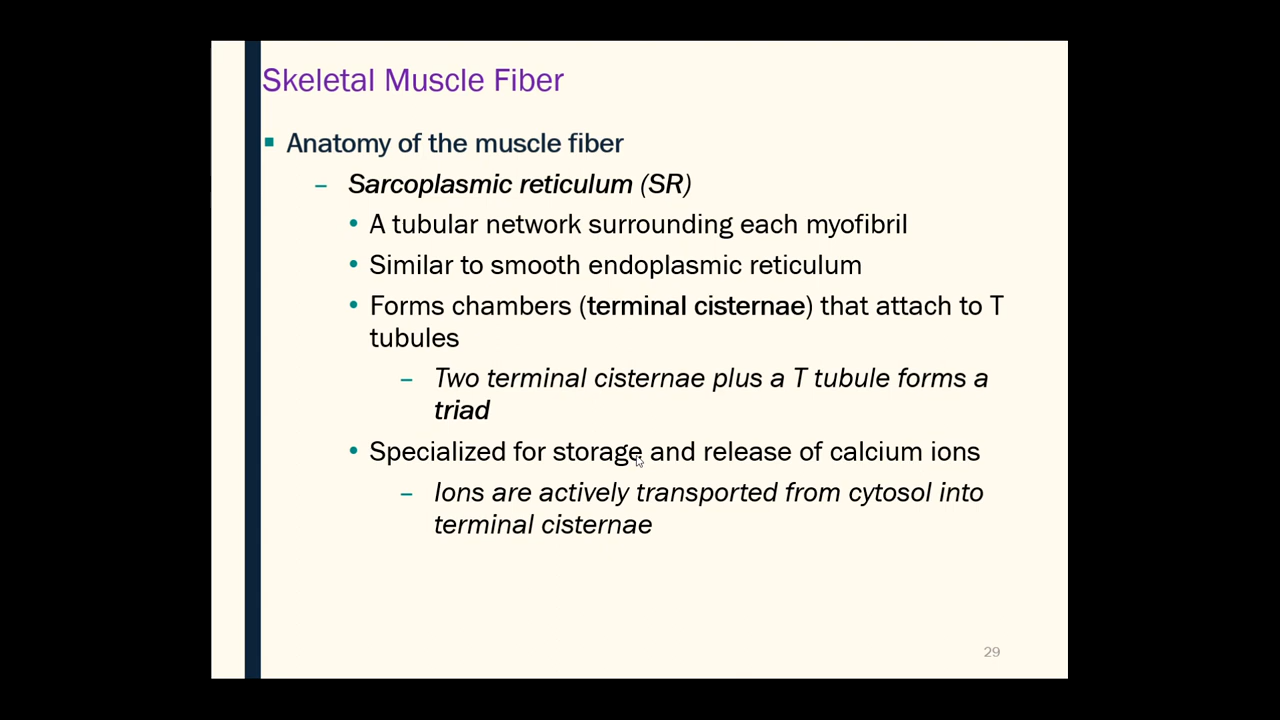 Skeletal Muscle Fiber
Anatomy of the muscle fiber
– Sarcoplasmic reticulum (SR)
• A tubular network surrounding each myofibril
• Similar to smooth endoplasmic reticulum
• Forms chambers (terminal cisternae) that attach to T
tubules
– Two terminal cisternae plus a T tubule forms a
triad
• Specialized for storage and release of calcium ions
– Ions are actively transported from cytosol into
terminal cisternae
29